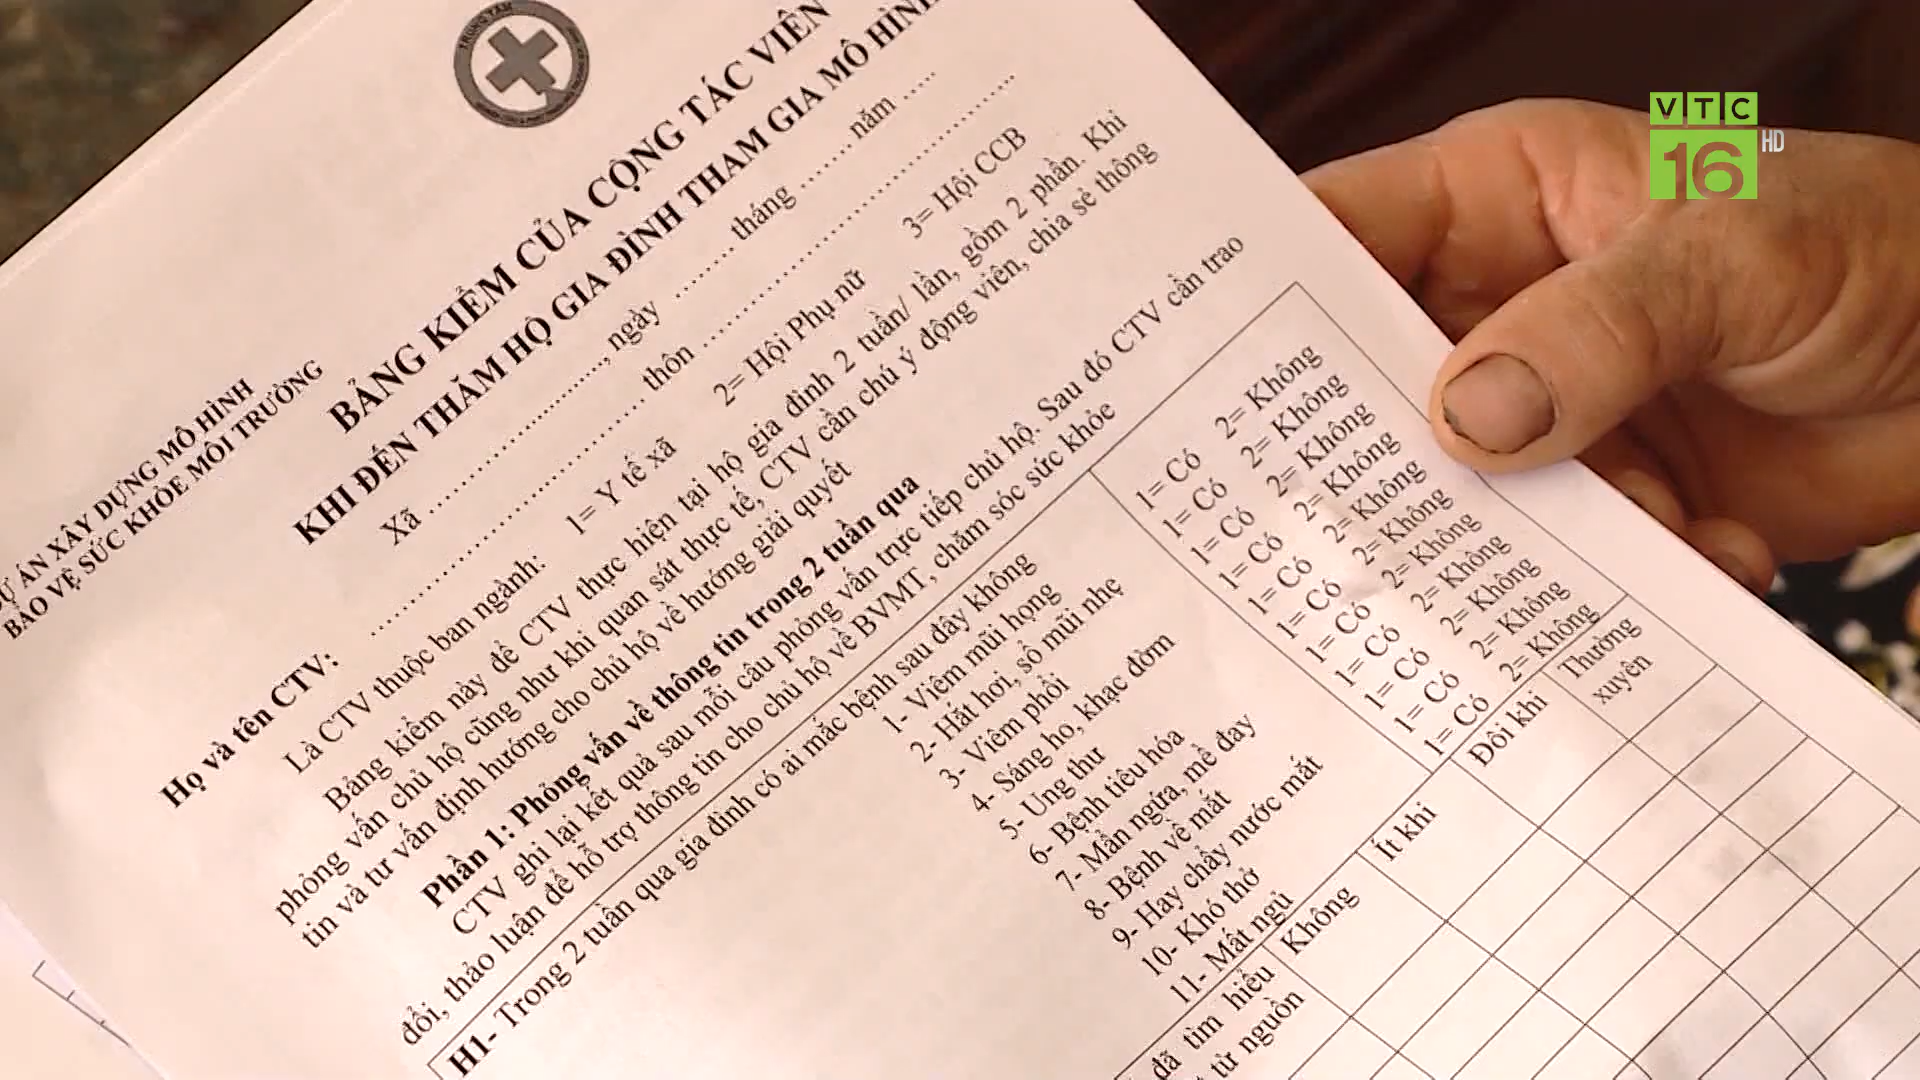 VTC
16 HD
TRUNG TÂM
DỰ ÁN XÂY DỰNG MÔ HÌNH
BẢO VỆ SỨC KHỎE MÔI TRƯỜNG
BẢNG KIỂM CỦA CỘNG TÁC VIÊN
KHI ĐẾN THĂM HỘ GIA ĐÌNH THAM GIA MÔ HÌNH
Xã ........................, ngày ......... tháng ......... năm ....
Họ và tên CTV: ........................ thôn ........................
Là CTV thuộc ban ngành: 1= Y tế xã 2= Hội Phụ nữ 3= Hội CCB
Bảng kiểm này để CTV thực hiện tại hộ gia đình 2 tuần/ lần, gồm 2 phần. Khi
phỏng vấn chủ hộ cũng như khi quan sát thực tế, CTV cần chú ý động viên, chia sẻ thông
tin và tư vấn định hướng cho chủ hộ về hướng giải quyết
Phần 1: Phỏng vấn về thông tin trong 2 tuần qua
CTV ghi lại kết quả sau mỗi câu phỏng vấn trực tiếp chủ hộ. Sau đó CTV cần trao
đổi, thảo luận để hỗ trợ thông tin cho chủ hộ về BVMT, chăm sóc sức khỏe
H1- Trong 2 tuần qua gia đình có ai mắc bệnh sau đây không
1- Viêm mũi họng 1= Có 2= Không
2- Hắt hơi, sổ mũi nhẹ 1= Có 2= Không
3- Viêm phổi 1= Có 2= Không
4- Sáng ho, khạc đờm 1= Có 2= Không
5- Ung thư 1= Có 2= Không
6- Bệnh tiêu hóa 1= Có 2= Không
7- Mẩn ngứa, mề đay 1= Có 2= Không
8- Bệnh về mắt 1= Có 2= Không
9- Hay chảy nước mắt 1= Có 2= Không
10- Khó thở 1= Có 2= Không
11- Mất ngủ 1= Có 2= Không
Không Ít khi Đôi khi Thường
xuyên
đã tìm hiểu
từ nguồn